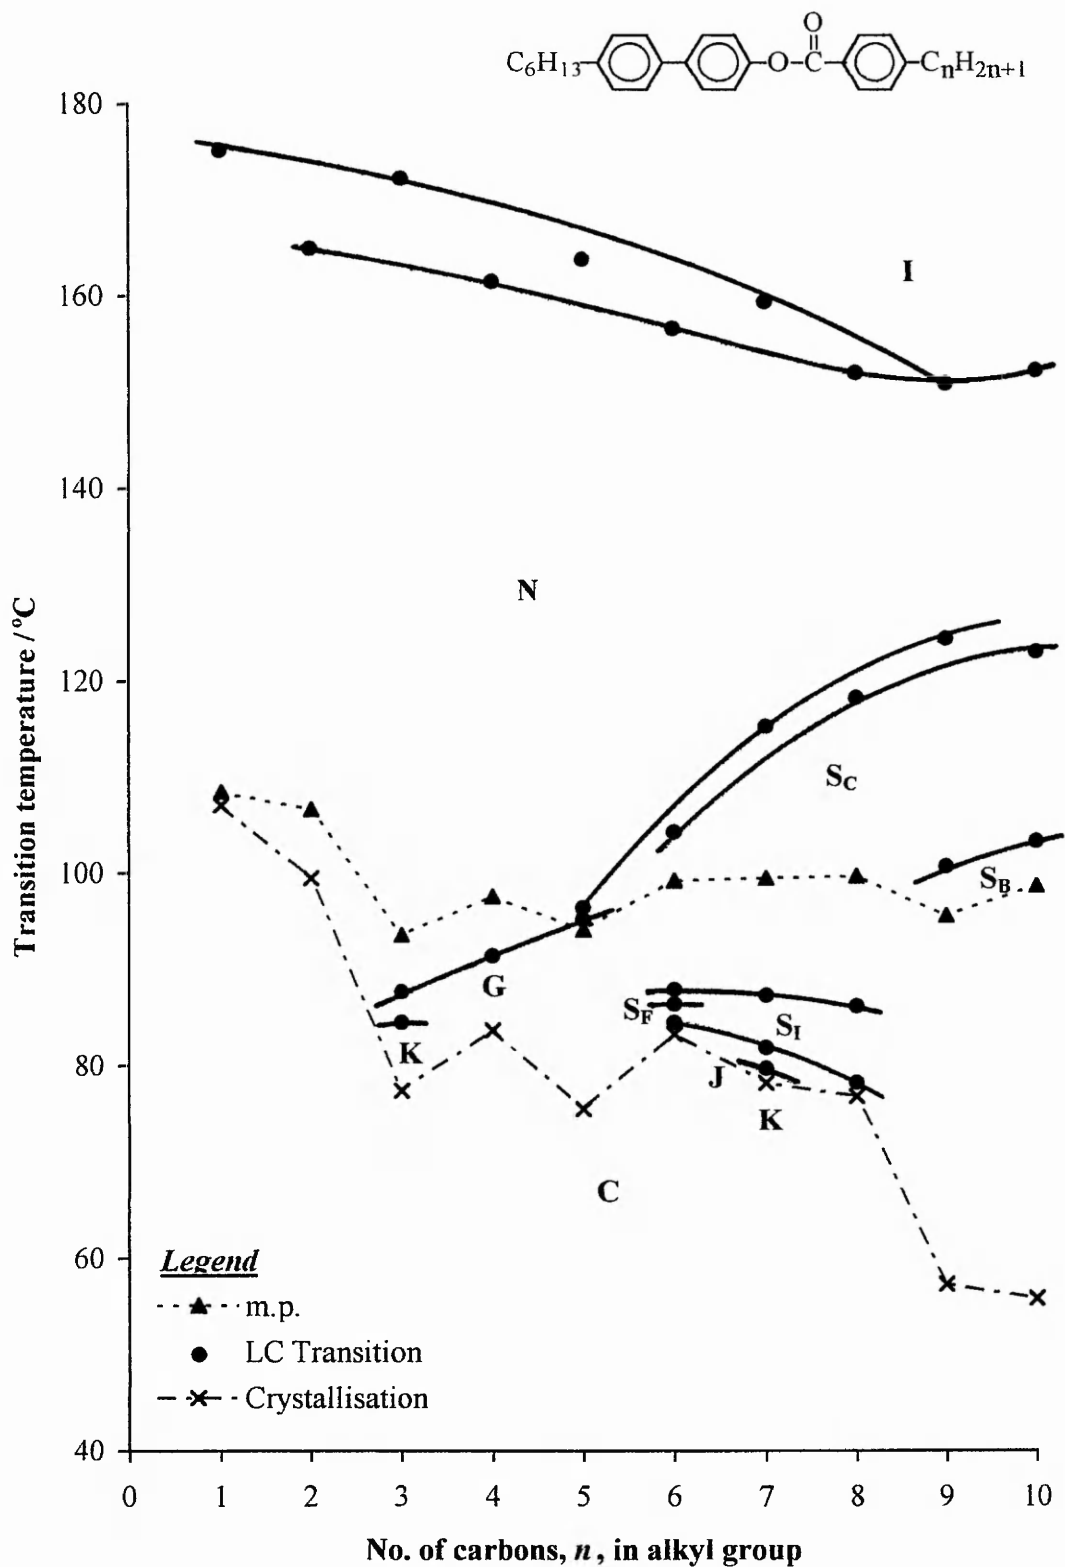 O
C6H13 O C CnH2n+1
180
160
140
120
100
80
60
40
Transition temperature / °C
I
N
SC
SB
G
SF
SI
K
J
K
C
Legend
m.p.
LC Transition
Crystallisation
0 1 2 3 4 5 6 7 8 9 10
No. of carbons, n, in alkyl group